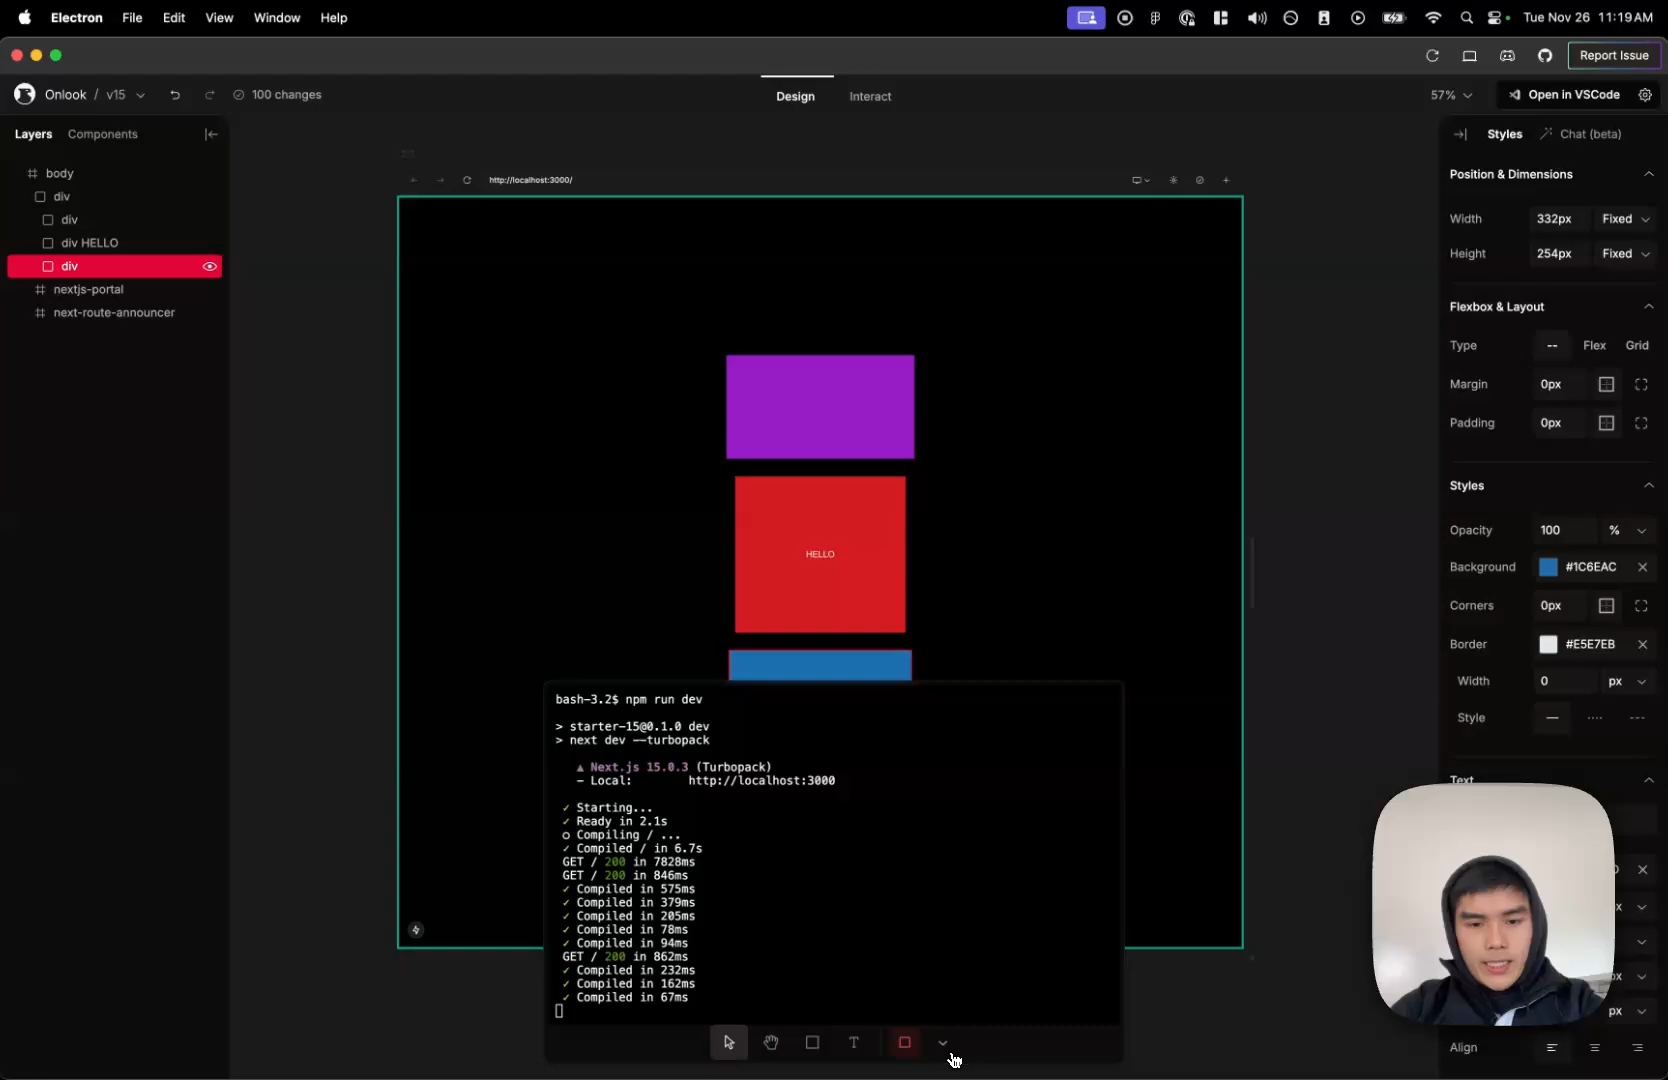 Electron File Edit View Window Help Tue Nov 26 11:19 AM
Report Issue
Onlook / v15 100 changes Design Interact 57% Open in VSCode
Layers Components
body
div
div
div HELLO
div
nextjs-portal
next-route-announcer
http://localhost:3000/
HELLO
bash-3.2$ npm run dev
> starter-15@0.1.0 dev
> next dev --turbopack
▲ Next.js 15.0.3 (Turbopack)
- Local: http://localhost:3000
✓ Starting...
✓ Ready in 2.1s
○ Compiling / ...
✓ Compiled / in 6.7s
GET / 200 in 7828ms
GET / 200 in 846ms
✓ Compiled in 575ms
✓ Compiled in 379ms
✓ Compiled in 205ms
✓ Compiled in 78ms
✓ Compiled in 94ms
GET / 200 in 862ms
✓ Compiled in 232ms
✓ Compiled in 162ms
✓ Compiled in 67ms
Styles Chat (beta)
Position & Dimensions
Width 332px Fixed
Height 254px Fixed
Flexbox & Layout
Type -- Flex Grid
Margin 0px
Padding 0px
Styles
Opacity 100 %
Background #1C6EAC
Corners 0px
Border #E5E7EB
Width 0 px
Style
Text
px
Align